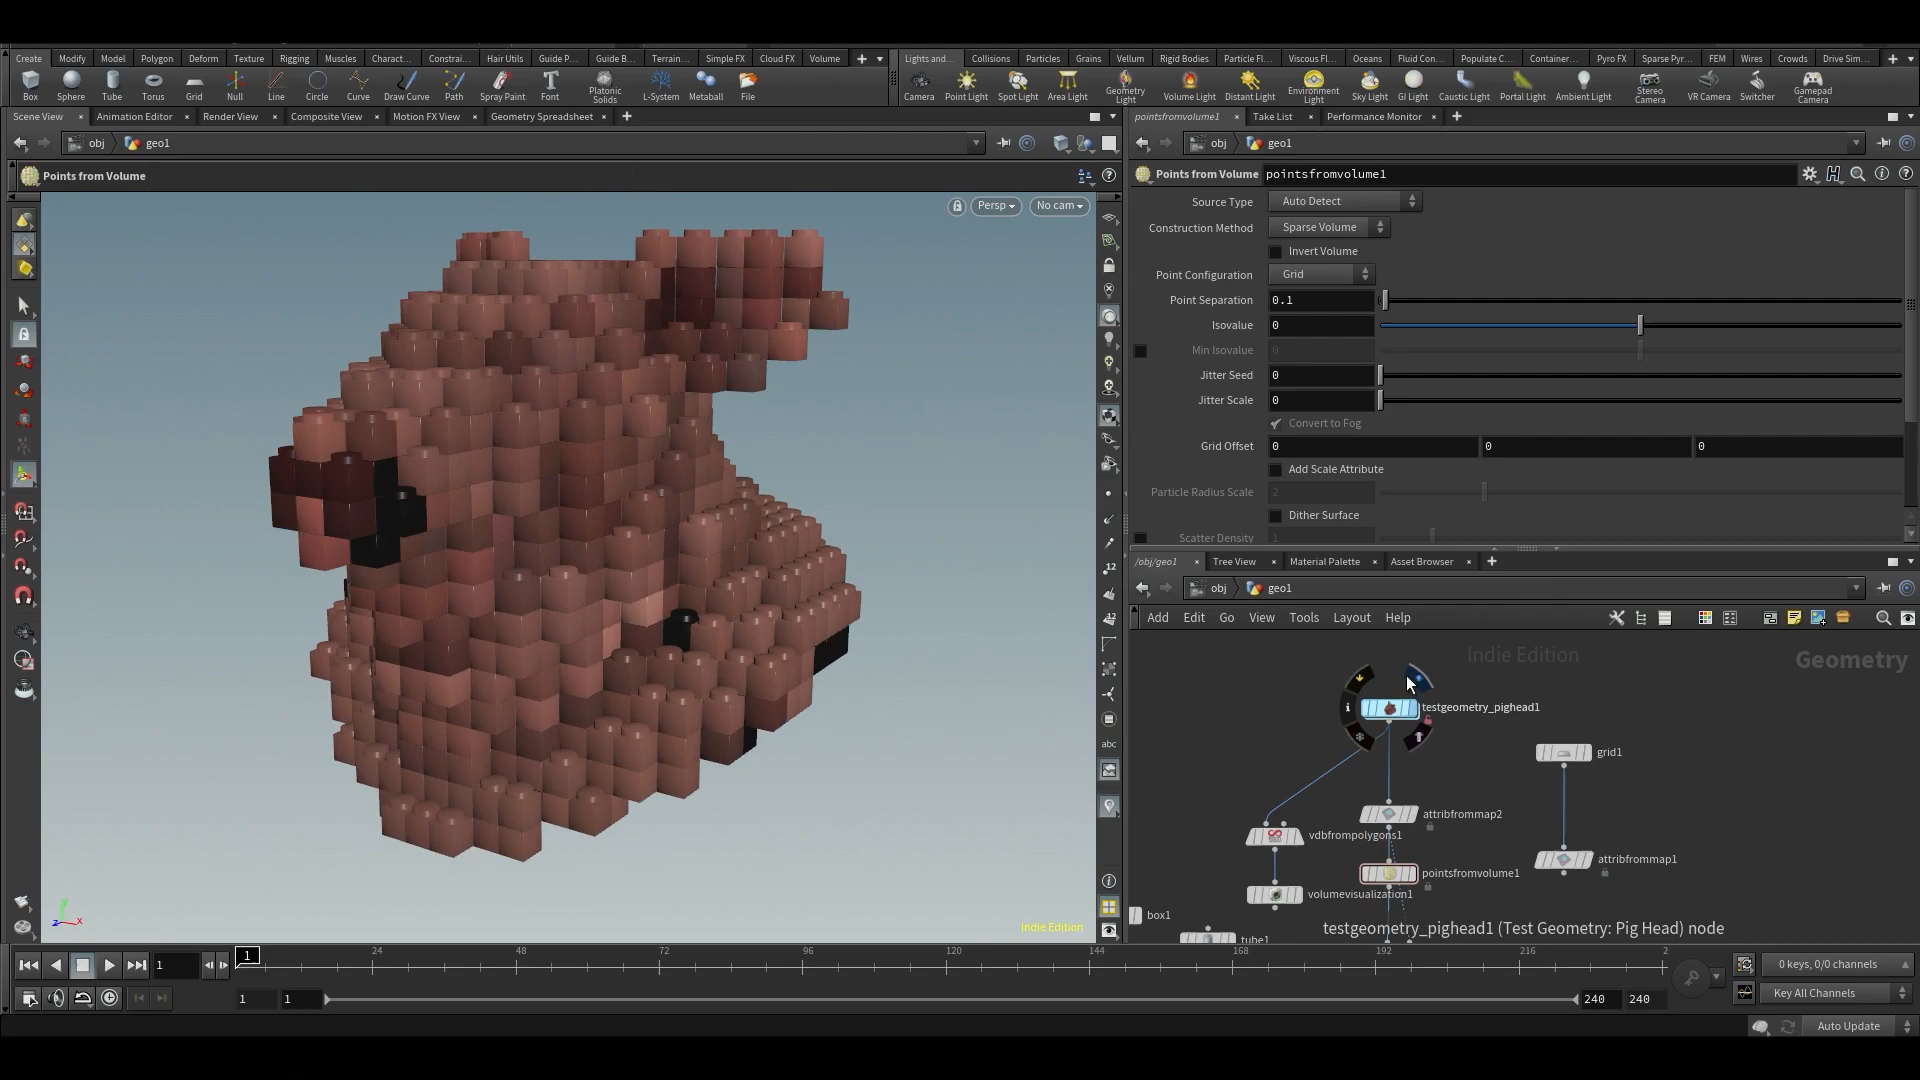 Create Modify Model Polygon Deform Texture Rigging Muscles Charact... Constrai... Hair Utils Guide P... Guide B... Terrain... Simple FX Cloud FX Volume
Lights and... Collisions Particles Grains Vellum Rigid Bodies Particle Fl... Viscous Fl... Oceans Fluid Con... Populate C... Container... Pyro FX Sparse Pyr... FEM Wires Crowds Drive Sim...
Box Sphere Tube Torus Grid Null Line Circle Curve Draw Curve Path Spray Paint Font Platonic Solids L-System Metaball File
Camera Point Light Spot Light Area Light Geometry Light Volume Light Distant Light Environment Light Sky Light GI Light Caustic Light Portal Light Ambient Light Stereo Camera VR Camera Switcher Gamepad Camera
Scene View Animation Editor Render View Composite View Motion FX View Geometry Spreadsheet
pointsfromvolume1 Take List Performance Monitor
obj geo1
obj geo1
Points from Volume
Points from Volume pointsfromvolume1
Persp No cam
Source Type Auto Detect
Construction Method Sparse Volume
Invert Volume
Point Configuration Grid
Point Separation 0.1
Isovalue 0
Min Isovalue 0
Jitter Seed 0
Jitter Scale 0
Convert to Fog
Grid Offset 0 0 0
Add Scale Attribute
Particle Radius Scale 2
Dither Surface
Scatter Density 1
/obj/geo1 Tree View Material Palette Asset Browser
obj geo1
Add Edit Go View Tools Layout Help
Indie Edition
Geometry
testgeometry_pighead1
grid1
attribfrommap2
vdbfrompolygons1
attribfrommap1
pointsfromvolume1
volumevisualization1
box1
tube1
testgeometry_pighead1 (Test Geometry: Pig Head) node
Indie Edition
abc
12
12
1 1 24 48 72 96 120 144 168 192 216 2
0 keys, 0/0 channels
1 1 240 240
Key All Channels
Auto Update